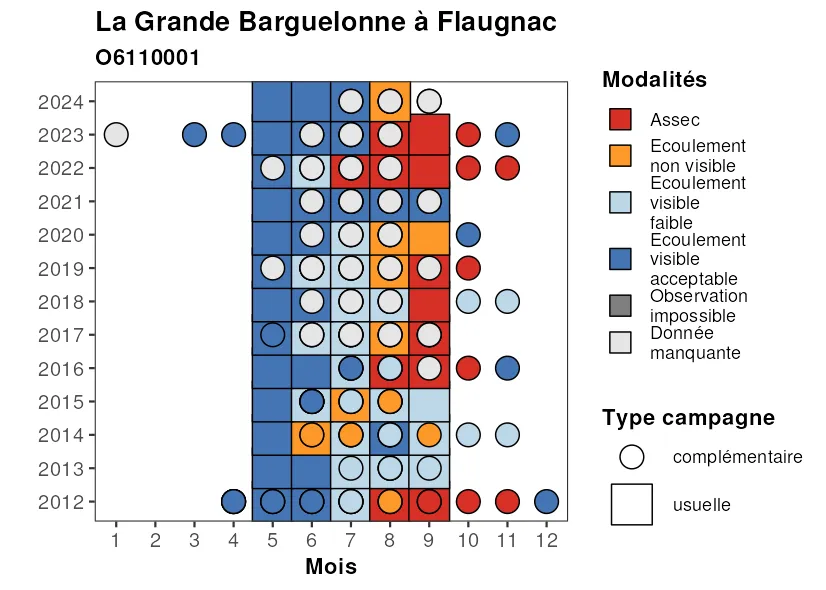 La Grande Barguelonne à Flaugnac
O6110001
2024
2023
2022
2021
2020
2019
2018
2017
2016
2015
2014
2013
2012
1 2 3 4 5 6 7 8 9 10 11 12
Mois
Modalités
Assec
Ecoulement
non visible
Ecoulement
visible
faible
Ecoulement
visible
acceptable
Observation
impossible
Donnée
manquante
Type campagne
complémentaire
usuelle